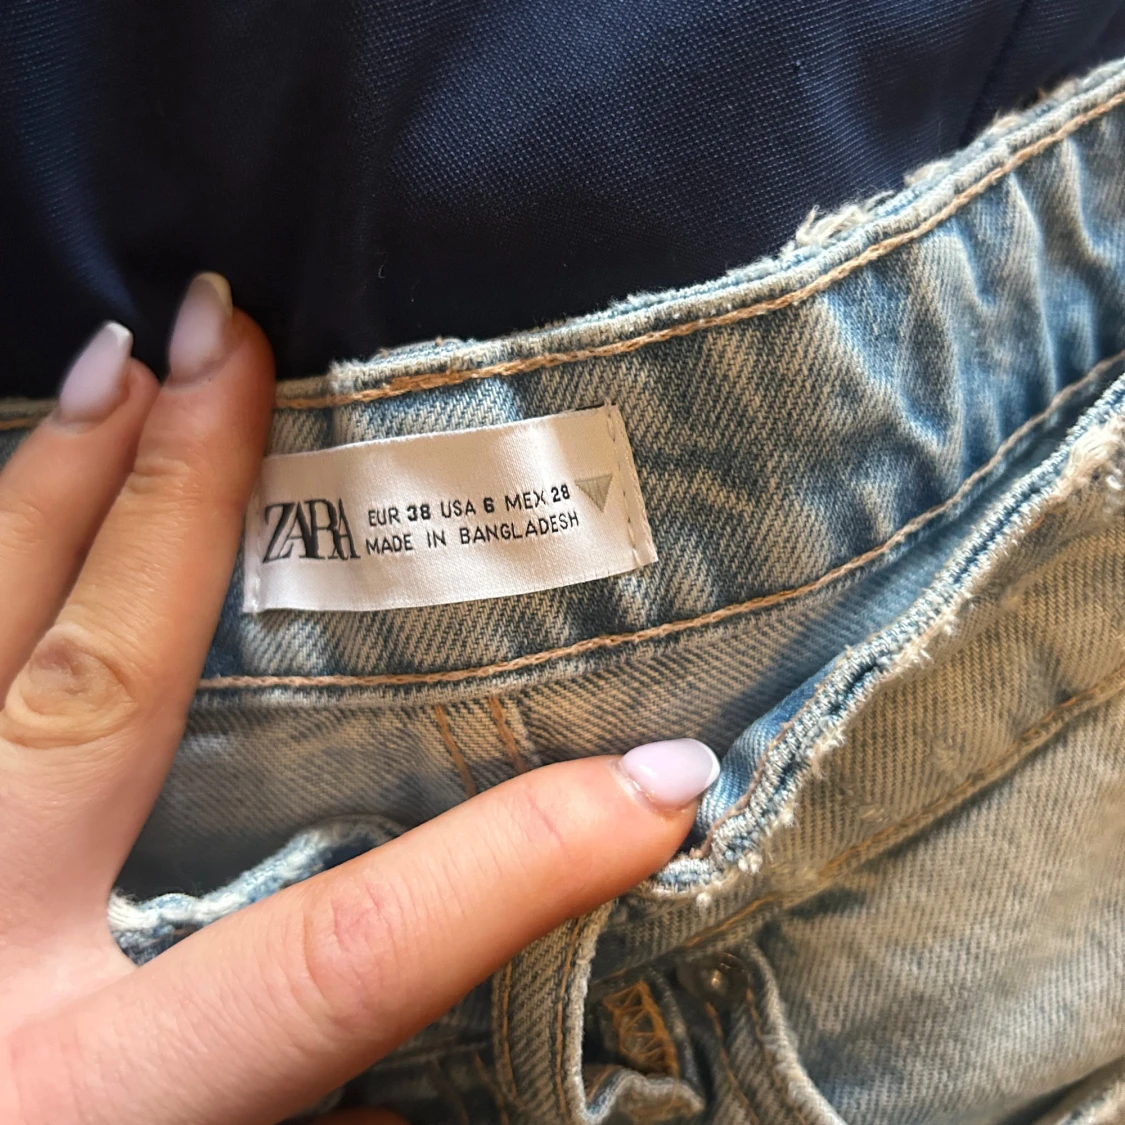 ZARA
EUR 38 USA 6 MEX 28
MADE IN BANGLADESH